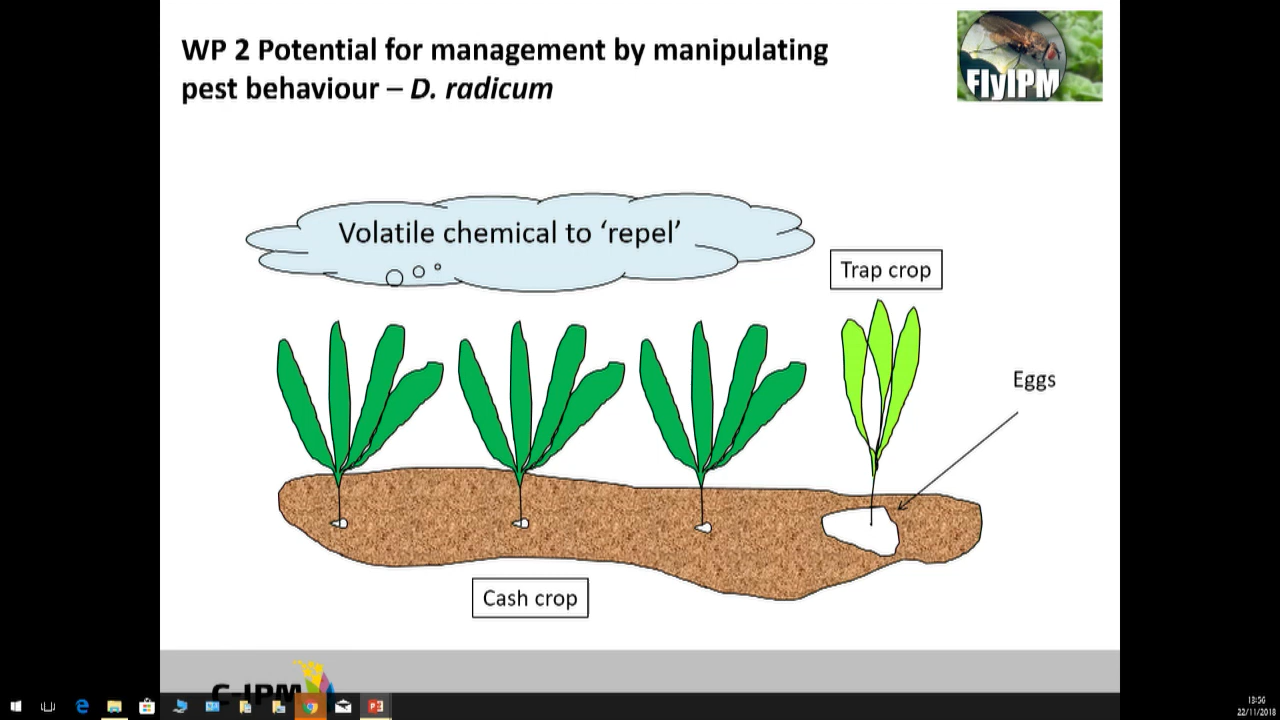 WP 2 Potential for management by manipulating
pest behaviour – D. radicum
FlyIPM
Volatile chemical to ‘repel’
Trap crop
Eggs
Cash crop
C-IPM
13:56
22/11/2018